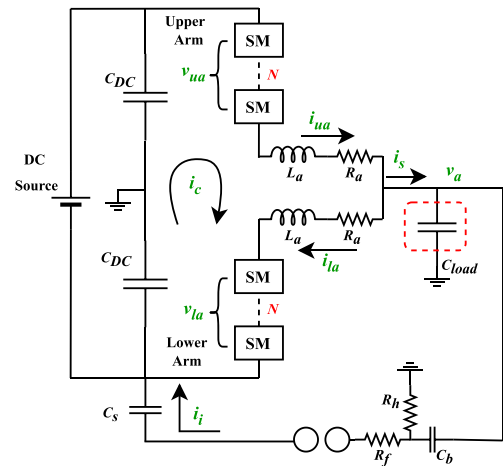 Upper
Arm
SM
C_DC
v_ua
N
SM
i_ua
DC
Source
L_a
R_a
i_s
v_a
i_c
L_a
R_a
C_load
C_DC
i_la
SM
v_la
N
SM
Lower
Arm
C_s
i_i
R_h
R_f
C_b